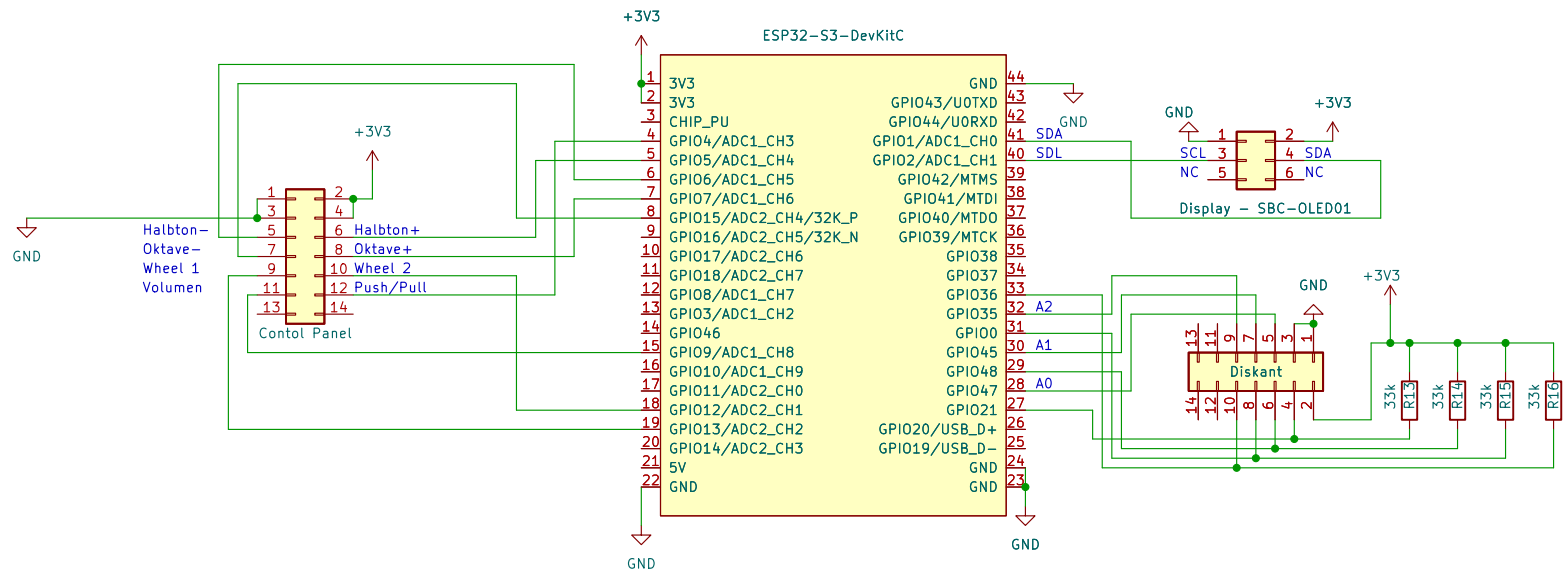 +3V3
ESP32-S3-DevKitC
1 3V3
2 3V3
3 CHIP_PU
4 GPIO4/ADC1_CH3
5 GPIO5/ADC1_CH4
6 GPIO6/ADC1_CH5
7 GPIO7/ADC1_CH6
8 GPIO15/ADC2_CH4/32K_P
9 GPIO16/ADC2_CH5/32K_N
10 GPIO17/ADC2_CH6
11 GPIO18/ADC2_CH7
12 GPIO8/ADC1_CH7
13 GPIO3/ADC1_CH2
14 GPIO46
15 GPIO9/ADC1_CH8
16 GPIO10/ADC1_CH9
17 GPIO11/ADC2_CH0
18 GPIO12/ADC2_CH1
19 GPIO13/ADC2_CH2
20 GPIO14/ADC2_CH3
21 5V
22 GND
GND
GND 44
GPIO43/U0TXD 43
GPIO44/U0RXD 42
GPIO1/ADC1_CH0 41 SDA
GPIO2/ADC1_CH1 40 SDL
GPIO42/MTMS 39
GPIO41/MTDI 38
GPIO40/MTDO 37
GPIO39/MTCK 36
GPIO38 35
GPIO37 34
GPIO36 33
GPIO35 32 A2
GPIO0 31
GPIO45 30 A1
GPIO48 29
GPIO47 28 A0
GPIO21 27
GPIO20/USB_D+ 26
GPIO19/USB_D- 25
GND 24
GND 23
GND
GND
+3V3
1 2
3 4
Halbton- 5 6 Halbton+
Oktave- 7 8 Oktave+
Wheel 1 9 10 Wheel 2
Volumen 11 12 Push/Pull
13 14
Contol Panel
GND
GND
+3V3
1 2
SCL 3 4 SDA
NC 5 6 NC
Display - SBC-OLED01
+3V3
GND
13 11 9 7 5 3 1
Diskant
14 12 10 8 6 4 2
33k R13
33k R14
33k R15
33k R16